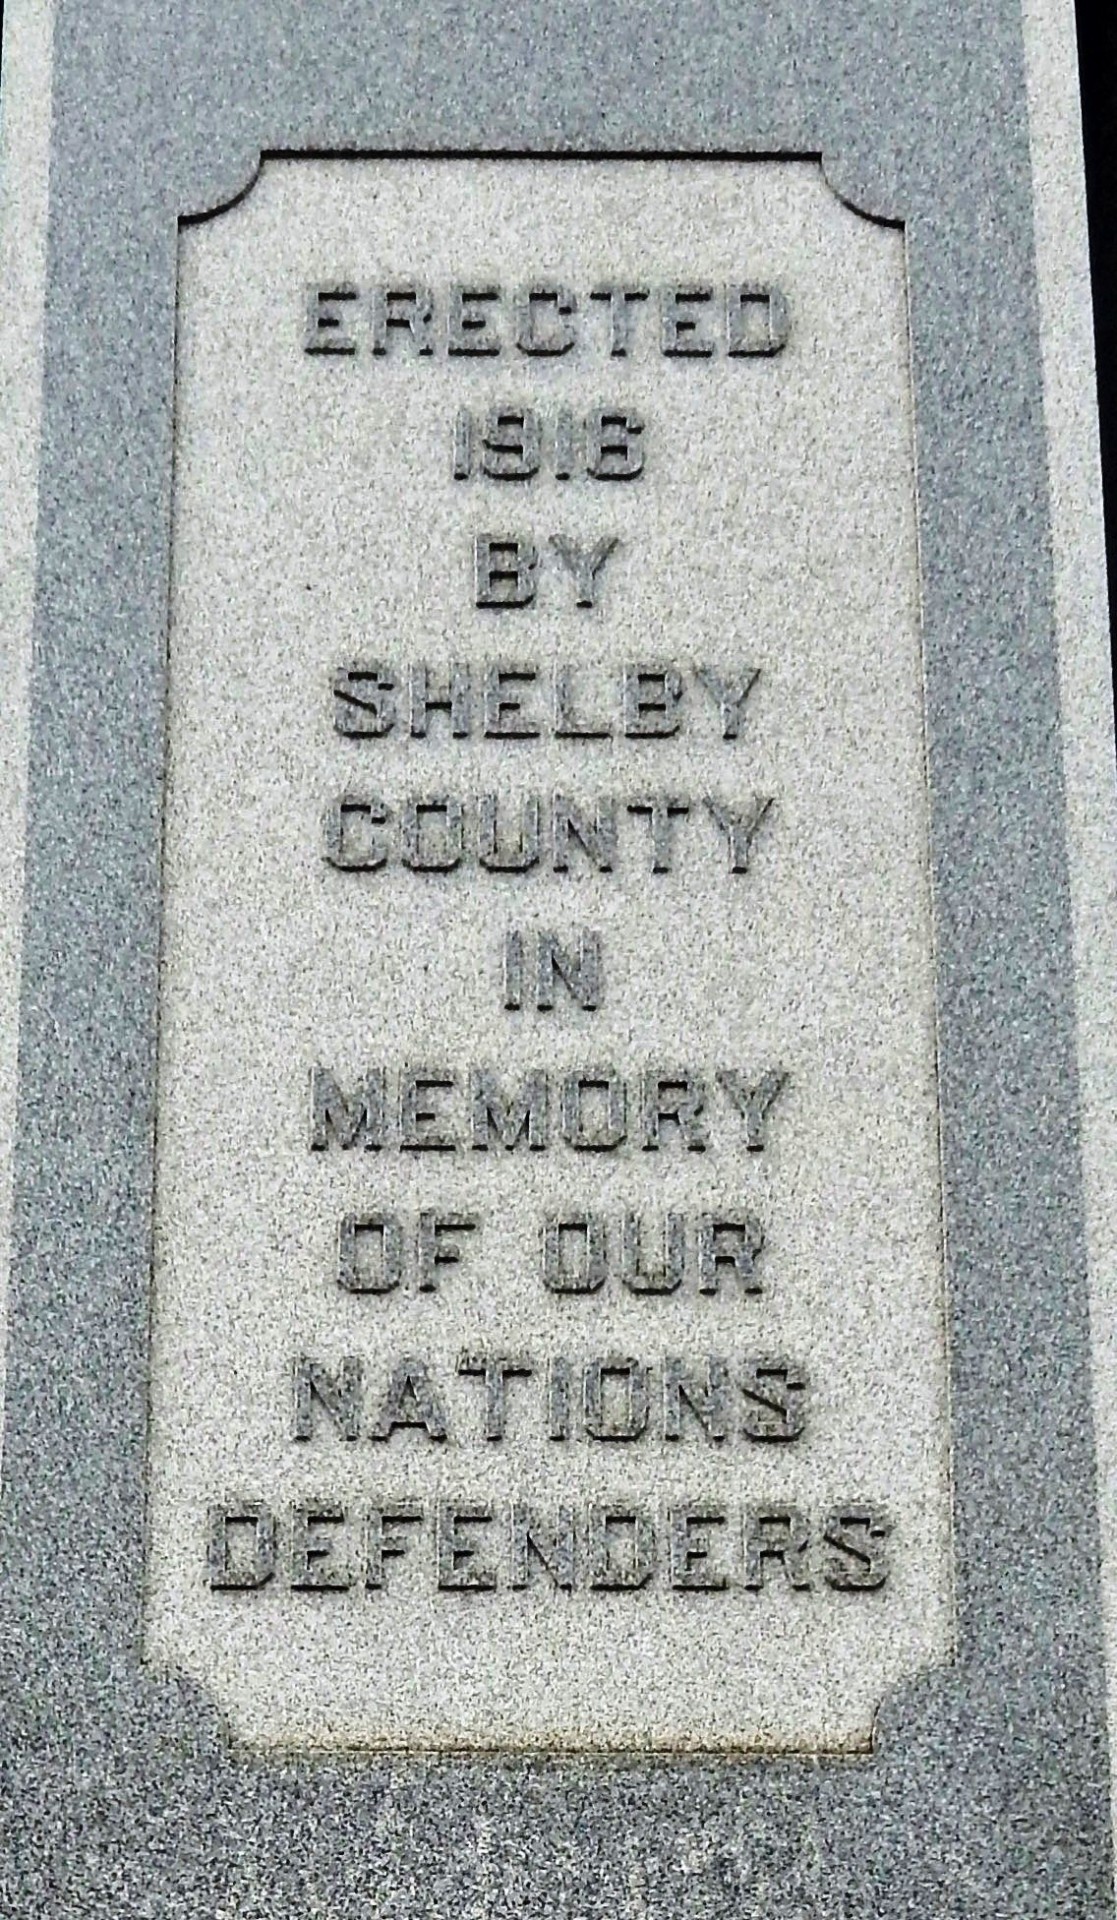 ERECTED
1916
BY
SHELBY
COUNTY
IN
MEMORY
OF OUR
NATIONS
DEFENDERS